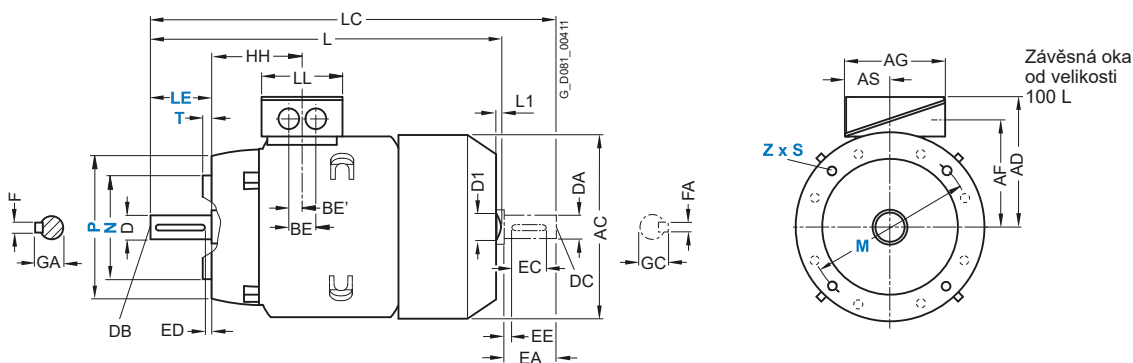 LC
L
HH
LL
G_D081_00411
LE
T
L1
F
P
N
D
GA
BE'
BE
D1
DA
AC
FA
EC
DC
GC
DB
ED
EE
EA
AG
AS
Závěsná oka
od velikosti
100 L
Z x S
AF
AD
M